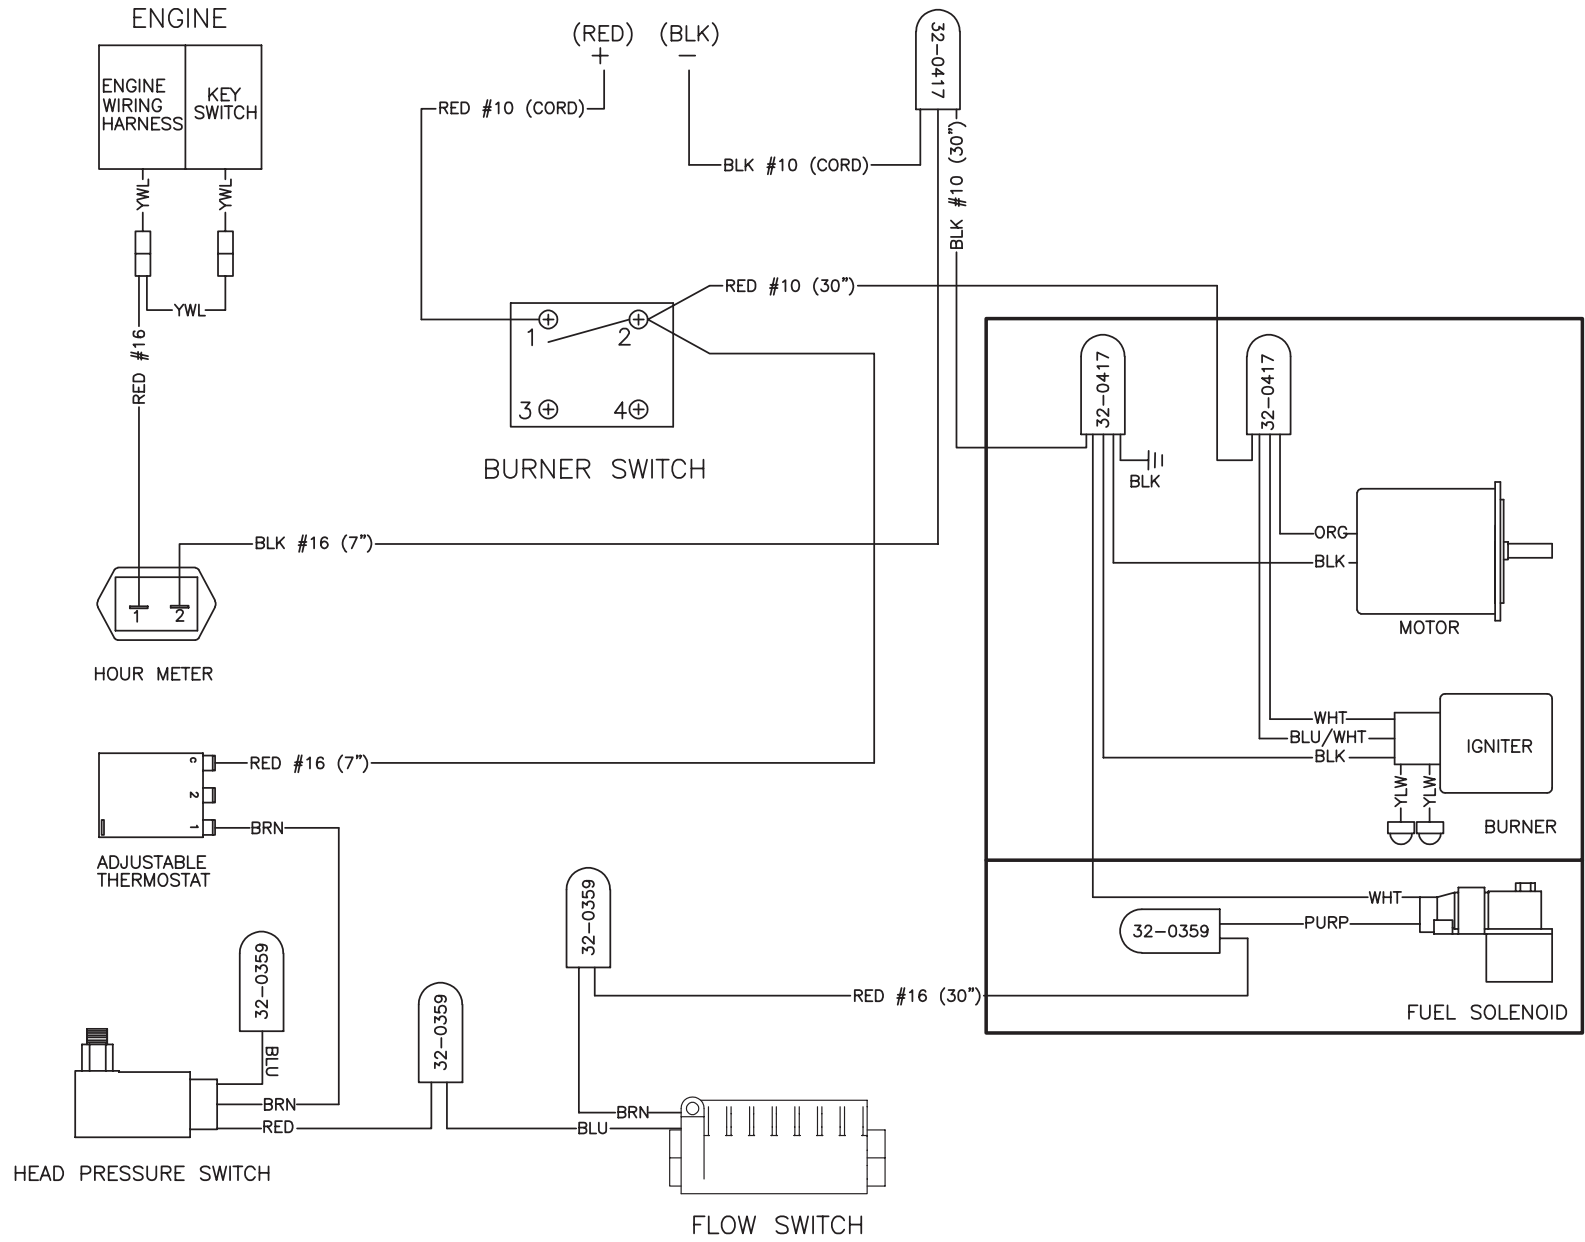 ENGINE
ENGINE
WIRING
HARNESS
KEY
SWITCH
YWL
YWL
YWL
RED #16
(RED)
+
(BLK)
−
RED #10 (CORD)
BLK #10 (CORD)
32-0417
BLK #10 (30")
RED #10 (30")
1
2
3
4
BURNER SWITCH
BLK #16 (7")
1
2
HOUR METER
32-0417
32-0417
BLK
ORG
BLK
MOTOR
WHT
BLU/WHT
BLK
IGNITER
YLW
YLW
BURNER
C
2
1
RED #16 (7")
BRN
ADJUSTABLE
THERMOSTAT
32-0359
BLU
BRN
RED
HEAD PRESSURE SWITCH
32-0359
32-0359
BRN
BLU
FLOW SWITCH
RED #16 (30")
32-0359
WHT
PURP
FUEL SOLENOID